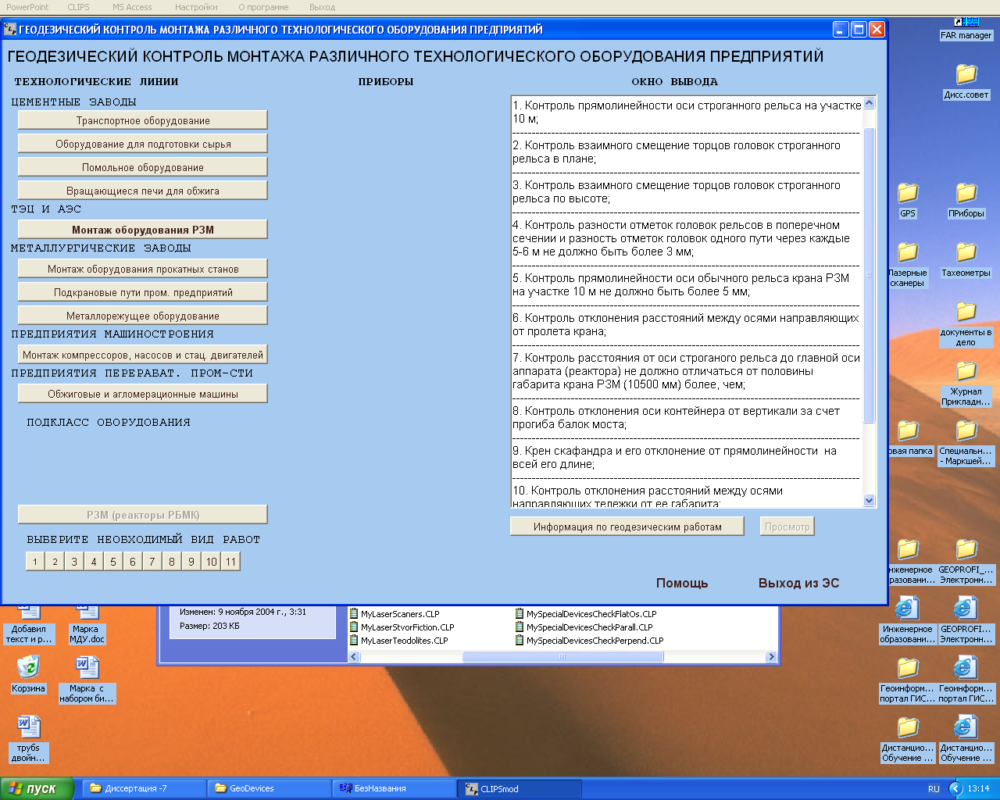 PowerPoint CLIPS MS Access Настройки О программе Выход
ГЕОДЕЗИЧЕСКИЙ КОНТРОЛЬ МОНТАЖА РАЗЛИЧНОГО ТЕХНОЛОГИЧЕСКОГО ОБОРУДОВАНИЯ ПРЕДПРИЯТИЙ
ГЕОДЕЗИЧЕСКИЙ КОНТРОЛЬ МОНТАЖА РАЗЛИЧНОГО ТЕХНОЛОГИЧЕСКОГО ОБОРУДОВАНИЯ ПРЕДПРИЯТИЙ
ТЕХНОЛОГИЧЕСКИЕ ЛИНИИ
ЦЕМЕНТНЫЕ ЗАВОДЫ
Транспортное оборудование
Оборудование для подготовки сырья
Помольное оборудование
Вращающиеся печи для обжига
ТЭЦ И АЭС
Монтаж оборудования РЗМ
МЕТАЛЛУРГИЧЕСКИЕ ЗАВОДЫ
Монтаж оборудования прокатных станов
Подкрановые пути пром. предприятий
Металлорежущее оборудование
ПРЕДПРИЯТИЯ МАШИНОСТРОЕНИЯ
Монтаж компрессоров, насосов и стац. двигателей
ПРЕДПРИЯТИЯ ПЕРЕРАБАТ. ПРОМ-СТИ
Обжиговые и агломерационные машины
ПОДКЛАСС ОБОРУДОВАНИЯ
РЗМ (реакторы РБМК)
ВЫБЕРИТЕ НЕОБХОДИМЫЙ ВИД РАБОТ
1 2 3 4 5 6 7 8 9 10 11
ПРИБОРЫ
ОКНО ВЫВОДА
1. Контроль прямолинейности оси строганного рельса на участке
10 м;
2. Контроль взаимного смещение торцов головок строганного
рельса в плане;
3. Контроль взаимного смещение торцов головок строганного
рельса по высоте;
4. Контроль разности отметок головок рельсов в поперечном
сечении и разность отметок головок одного пути через каждые
5-6 м не должно быть более 3 мм;
5. Контроль прямолинейности оси обычного рельса крана РЗМ
на участке 10 м не должно быть более 5 мм;
6. Контроль отклонения расстояний между осями направляющих
от пролета крана;
7. Контроль расстояния от оси строганого рельса до главной оси
аппарата (реактора) не должно отличаться от половины
габарита крана РЗМ (10500 мм) более, чем;
8. Контроль отклонения оси контейнера от вертикали за счет
прогиба балок моста;
9. Крен скафандра и его отклонение от прямолинейности на
всей его длине;
10. Контроль отклонения расстояний между осями
направляющих тележки от ее габарита;
Информация по геодезическим работам
Просмотр
Помощь
Выход из ЭС
FAR manager
Дисс.совет
GPS
ПРиборы
Лазерные
сканеры
Тахеометры
документы в
дело
Журнал
Прикладн...
овая папка
Специальн...
- Маркшей...
нженерное
бразовани...
GEOPROFI_...
Электронн...
Инженерное
образовани...
GEOPROFI...
Электронн...
Геоинформ...
портал ГИС...
Геоинформ...
портал ГИС...
Дистанцио...
Обучение ...
Дистанцио...
Обучение ...
Добавил
текст и р...
Марка
МДУ.doc
Корзина
Марка с
набором би...
трубs
двойн...
Изменен: 9 ноября 2004 г., 3:31
Размер: 203 КБ
MyLaserScaners.CLP
MyLaserStvorFiction.CLP
MyLaserTeodolites.CLP
MySpecialDevicesCheckFlatOs.CLP
MySpecialDevicesCheckParall.CLP
MySpecialDevicesCheckPerpend.CLP
пуск
Диссертация -7
GeoDevices
БезНазвания
CLIPSmod
RU
13:14